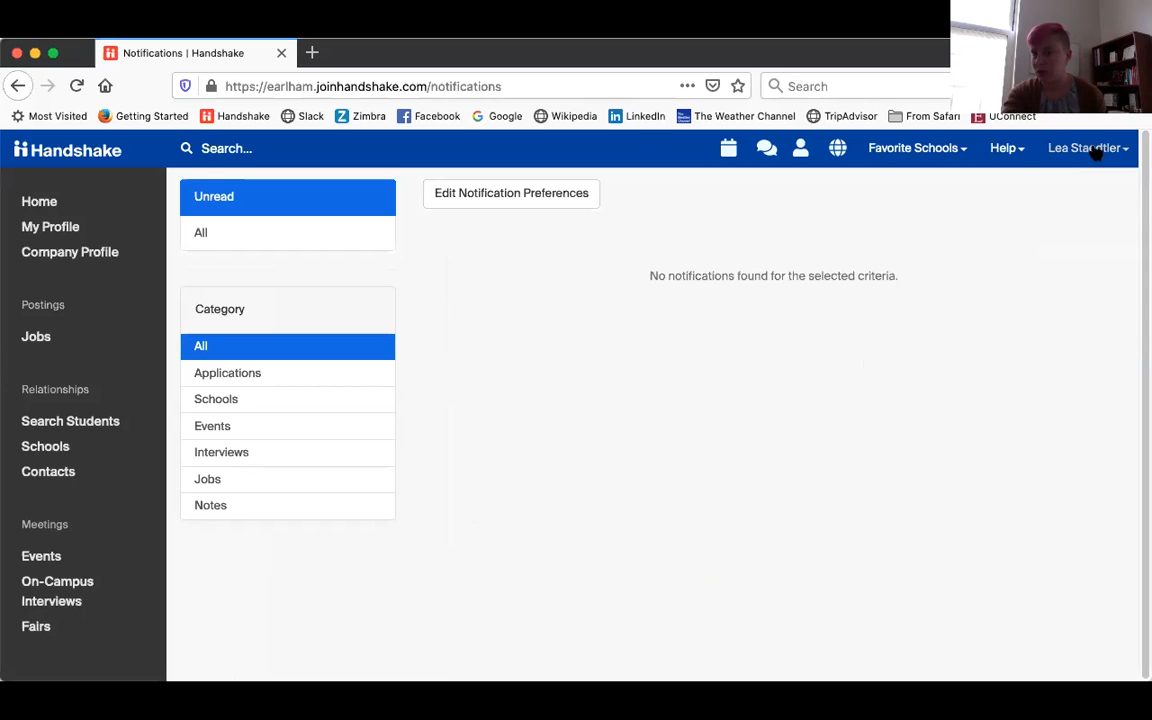 Notifications | Handshake
https://earlham.joinhandshake.com/notifications
Search
Most Visited Getting Started Handshake Slack Zimbra Facebook Google Wikipedia LinkedIn The Weather Channel TripAdvisor From Safari UConnect
Handshake Search... Favorite Schools Help Lea Staedtler
Home
My Profile
Company Profile
Postings
Jobs
Relationships
Search Students
Schools
Contacts
Meetings
Events
On-Campus
Interviews
Fairs
Unread
All
Category
All
Applications
Schools
Events
Interviews
Jobs
Notes
Edit Notification Preferences
No notifications found for the selected criteria.